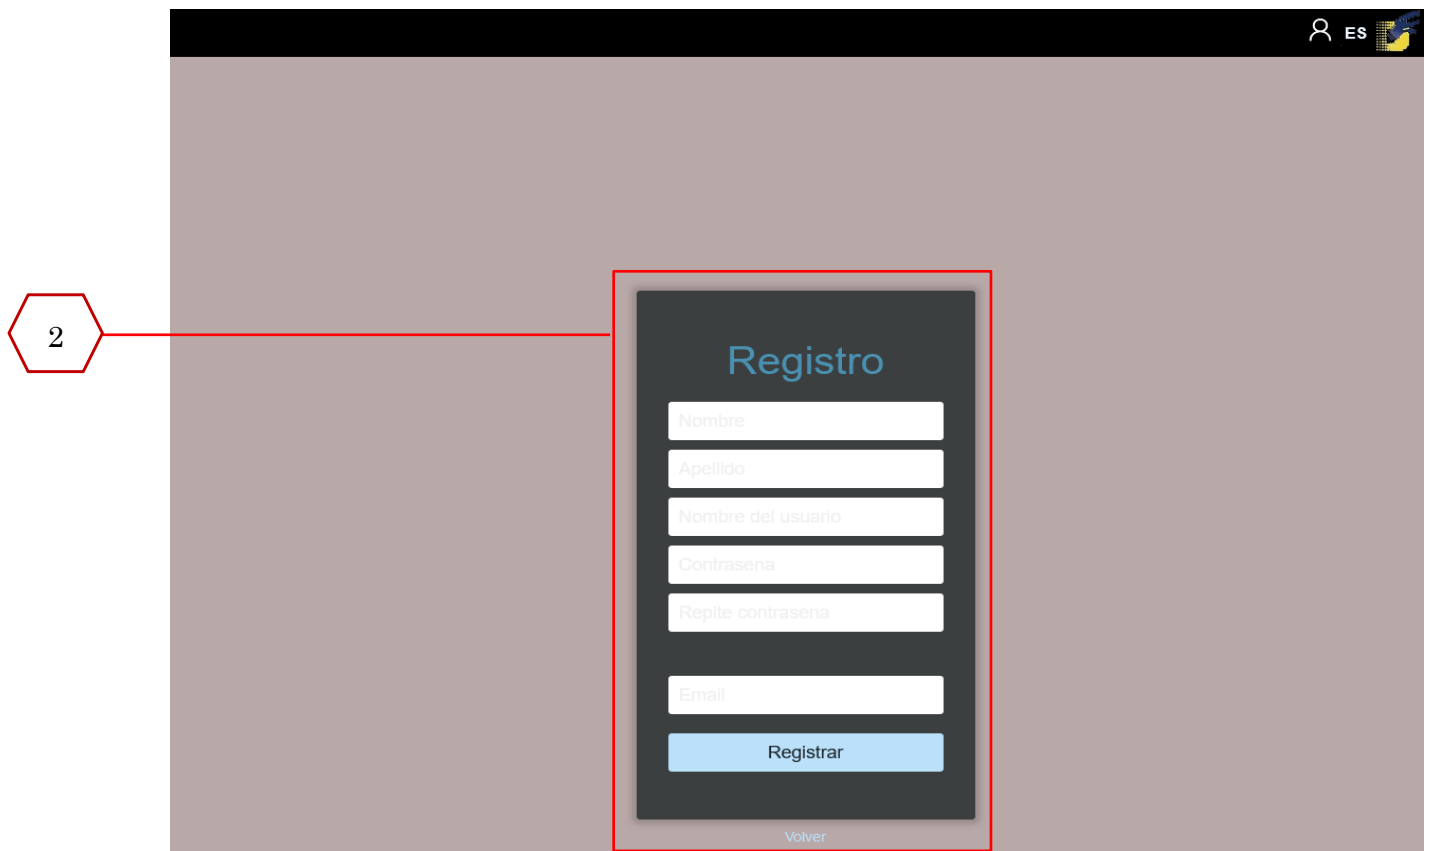 ES
2
Registro
Nombre
Apellido
Nombre del usuario
Contrasena
Repite contrasena
Email
Registrar
Volver